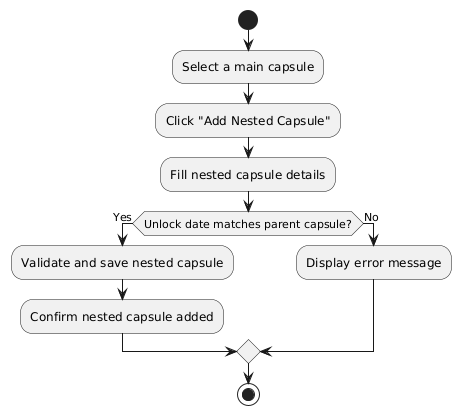 Select a main capsule
Click "Add Nested Capsule"
Fill nested capsule details
Unlock date matches parent capsule?
Yes
No
Validate and save nested capsule
Display error message
Confirm nested capsule added